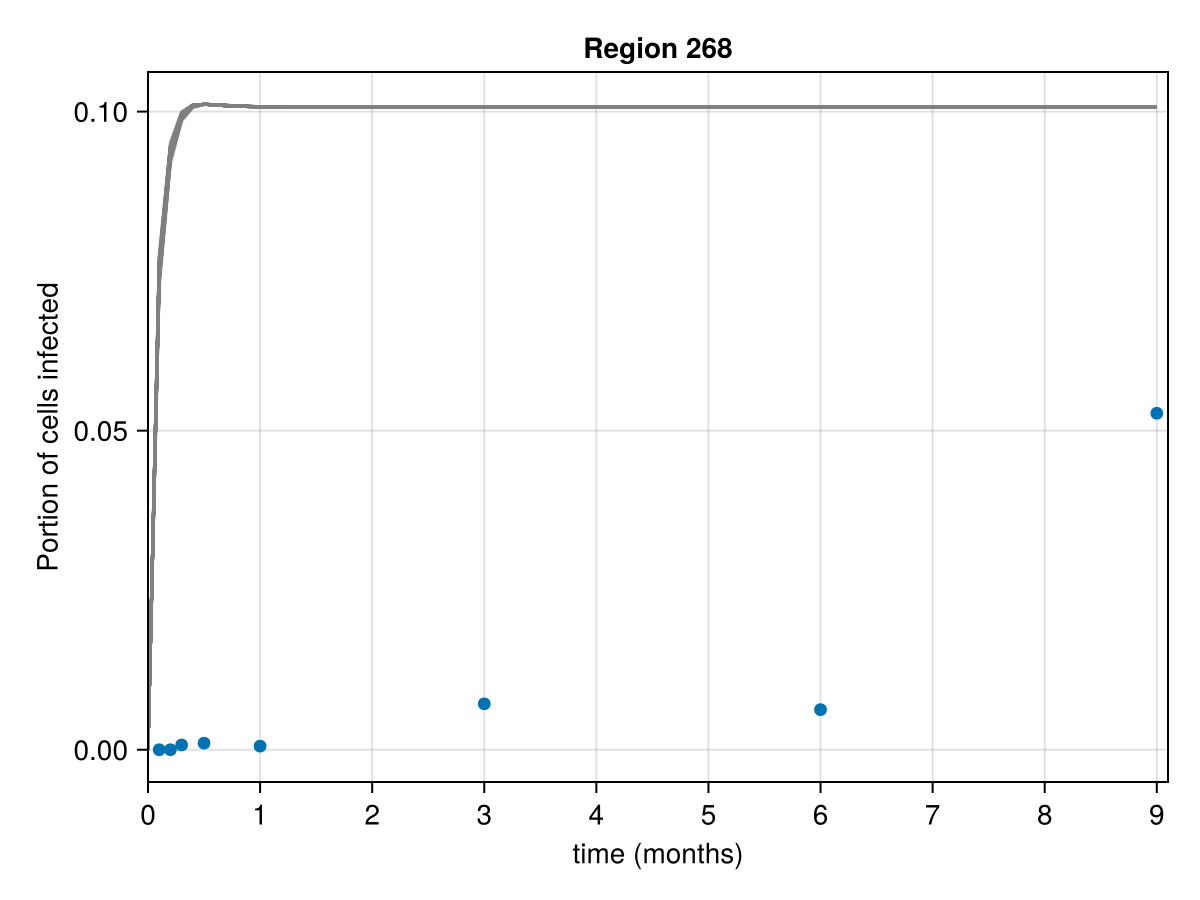 Region 268
0.10
0.05
0.00
Portion of cells infected
0 1 2 3 4 5 6 7 8 9
time (months)